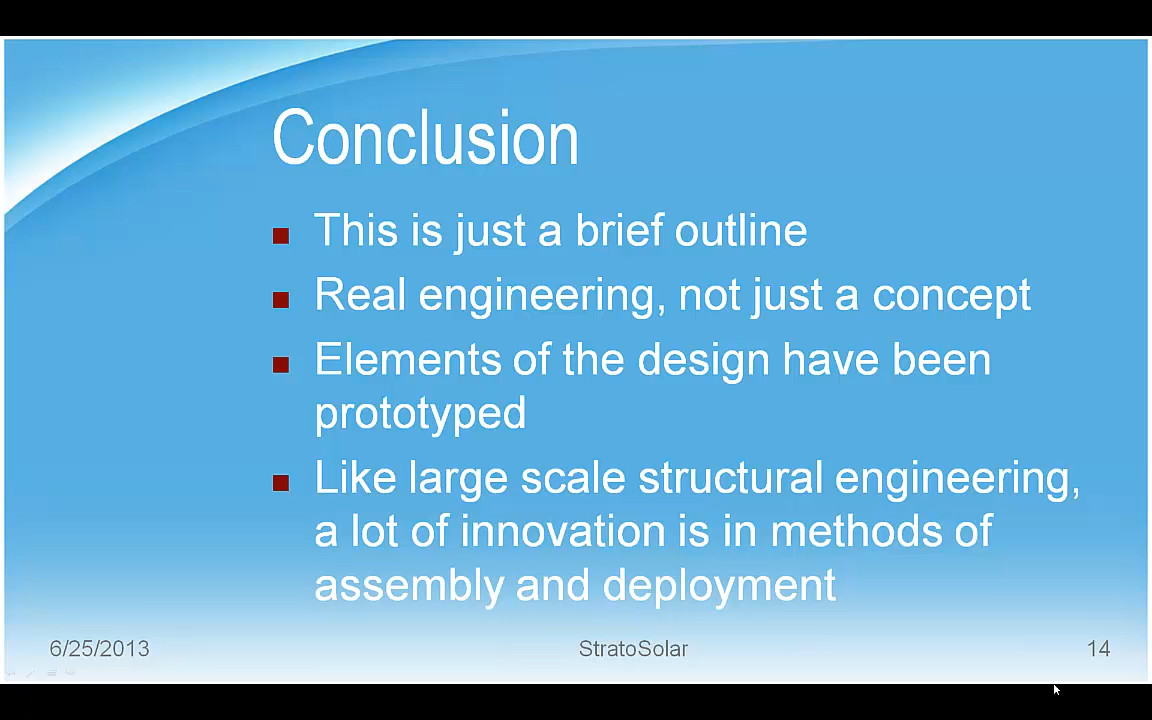 Conclusion
This is just a brief outline
Real engineering, not just a concept
Elements of the design have been
prototyped
Like large scale structural engineering,
a lot of innovation is in methods of
assembly and deployment
6/25/2013 StratoSolar 14